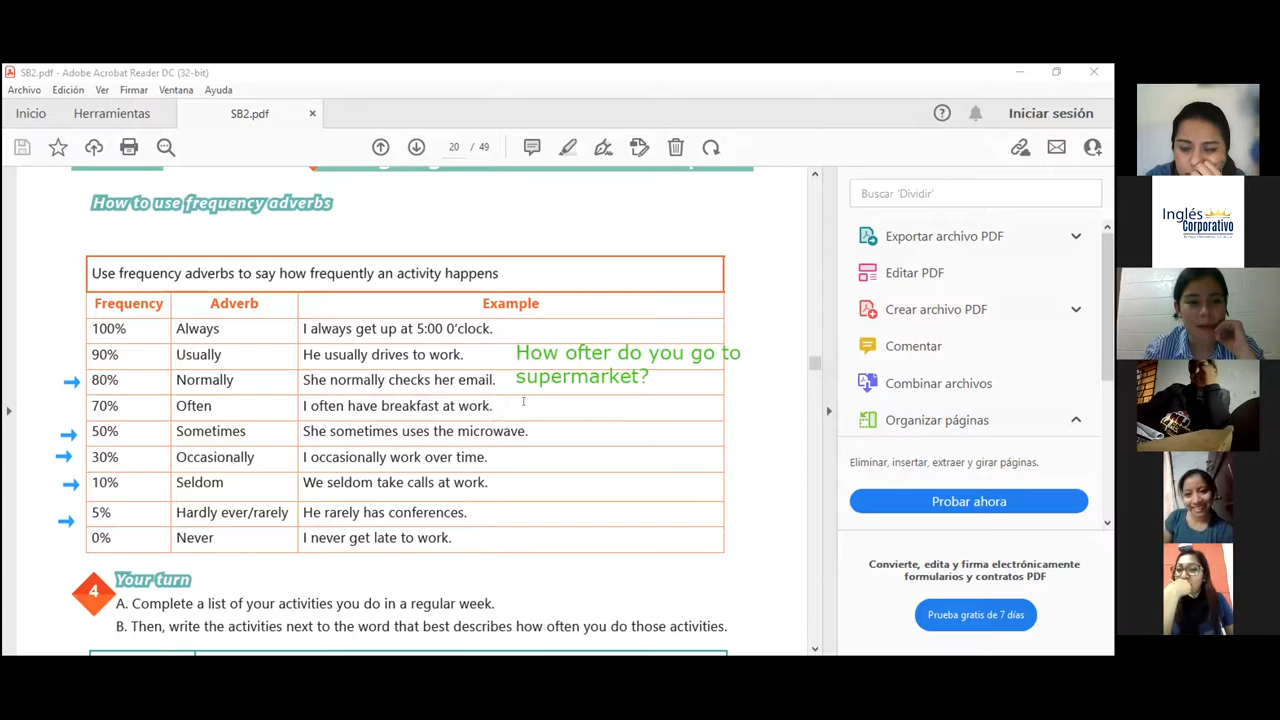 SB2.pdf - Adobe Acrobat Reader DC (32-bit)
Archivo Edición Ver Firmar Ventana Ayuda
Inicio Herramientas SB2.pdf × Iniciar sesión
20 / 49
How to use frequency adverbs
Use frequency adverbs to say how frequently an activity happens
Frequency Adverb Example
100% Always I always get up at 5:00 0'clock.
90% Usually He usually drives to work.
80% Normally She normally checks her email.
70% Often I often have breakfast at work.
50% Sometimes She sometimes uses the microwave.
30% Occasionally I occasionally work over time.
10% Seldom We seldom take calls at work.
5% Hardly ever/rarely He rarely has conferences.
0% Never I never get late to work.
How ofter do you go to
supermarket?
4 Your turn
A. Complete a list of your activities you do in a regular week.
B. Then, write the activities next to the word that best describes how often you do those activities.
Buscar 'Dividir'
Exportar archivo PDF
Editar PDF
Crear archivo PDF
Comentar
Combinar archivos
Organizar páginas
Eliminar, insertar, extraer y girar páginas.
Probar ahora
Convierte, edita y firma electrónicamente
formularios y contratos PDF
Prueba gratis de 7 días
Inglés
Corporativo